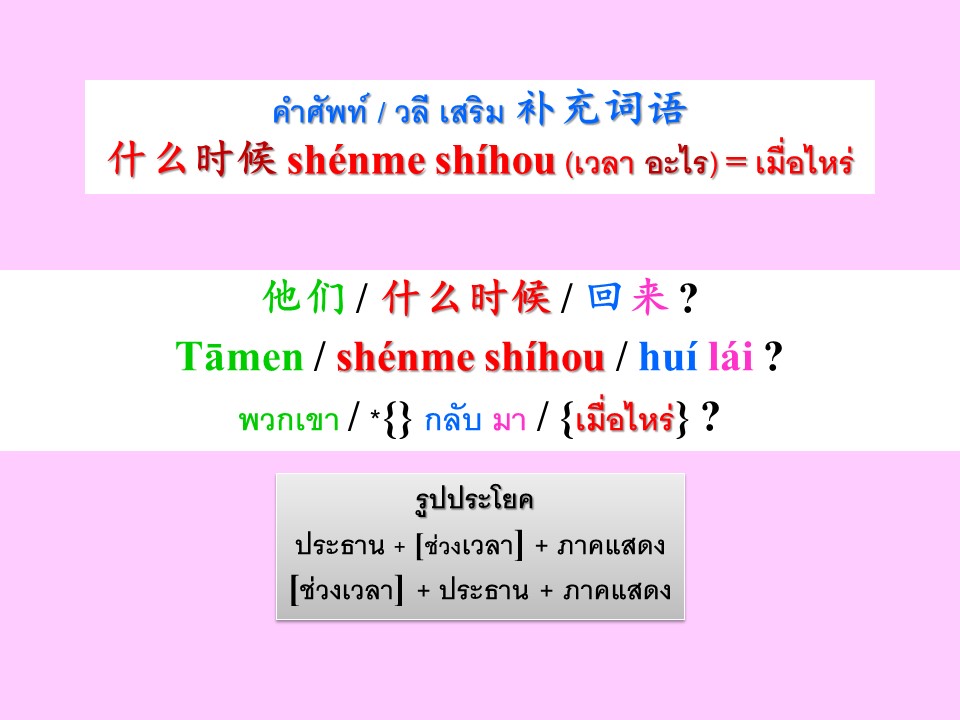 คำศัพท์ / วลี เสริม 补充词语
什么时候 shénme shíhou (เวลา อะไร) = เมื่อไหร่
他们 / 什么时候 / 回来 ?
Tāmen / shénme shíhou / huí lái ?
พวกเขา / *{} กลับ มา / {เมื่อไหร่} ?
รูปประโยค
ประธาน + [ช่วงเวลา] + ภาคแสดง
[ช่วงเวลา] + ประธาน + ภาคแสดง